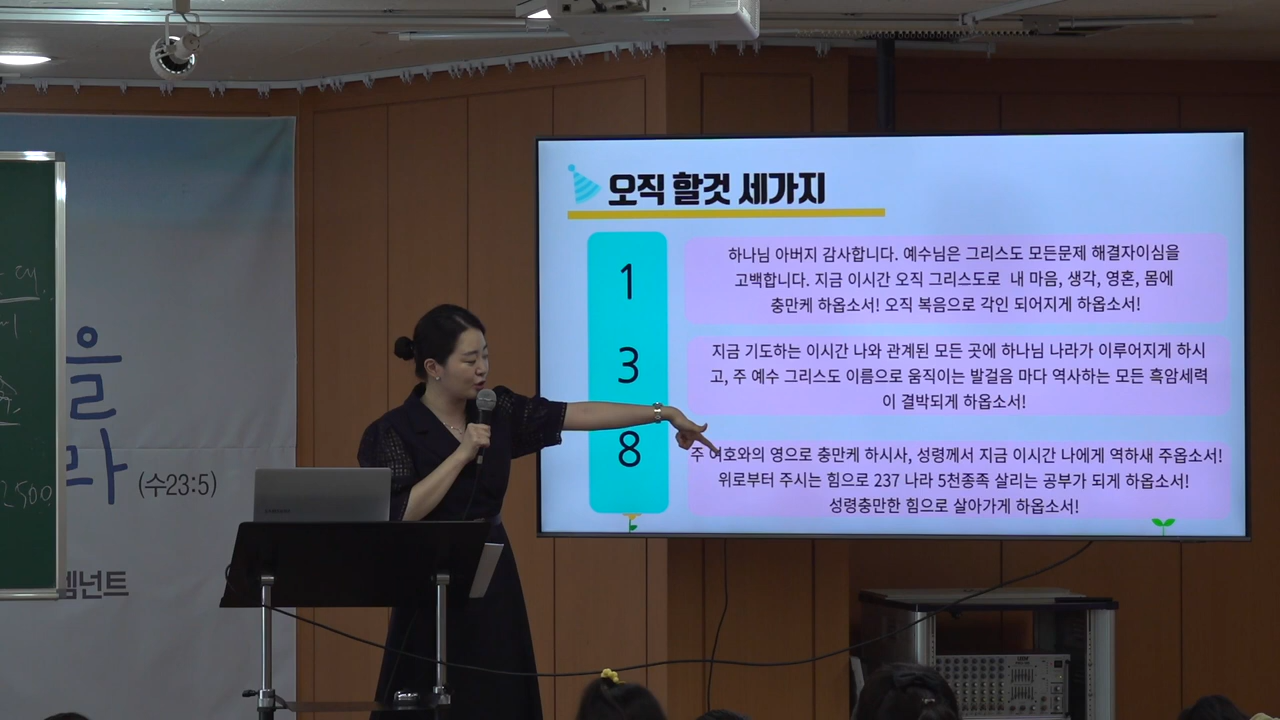 오직 할것 세가지
1
하나님 아버지 감사합니다. 예수님은 그리스도 모든문제 해결자이심을
고백합니다. 지금 이시간 오직 그리스도로 내 마음, 생각, 영혼, 몸에
충만케 하옵소서! 오직 복음으로 각인 되어지게 하옵소서!
3
지금 기도하는 이시간 나와 관계된 모든 곳에 하나님 나라가 이루어지게 하시
고, 주 예수 그리스도 이름으로 움직이는 발걸음 마다 역사하는 모든 흑암세력
이 결박되게 하옵소서!
8
주 여호와의 영으로 충만케 하시사, 성령께서 지금 이시간 나에게 역하새 주옵소서!
위로부터 주시는 힘으로 237 나라 5천종족 살리는 공부가 되게 하옵소서!
성령충만한 힘으로 살아가게 하옵소서!
을
라 (수23:5)
2500
넌트